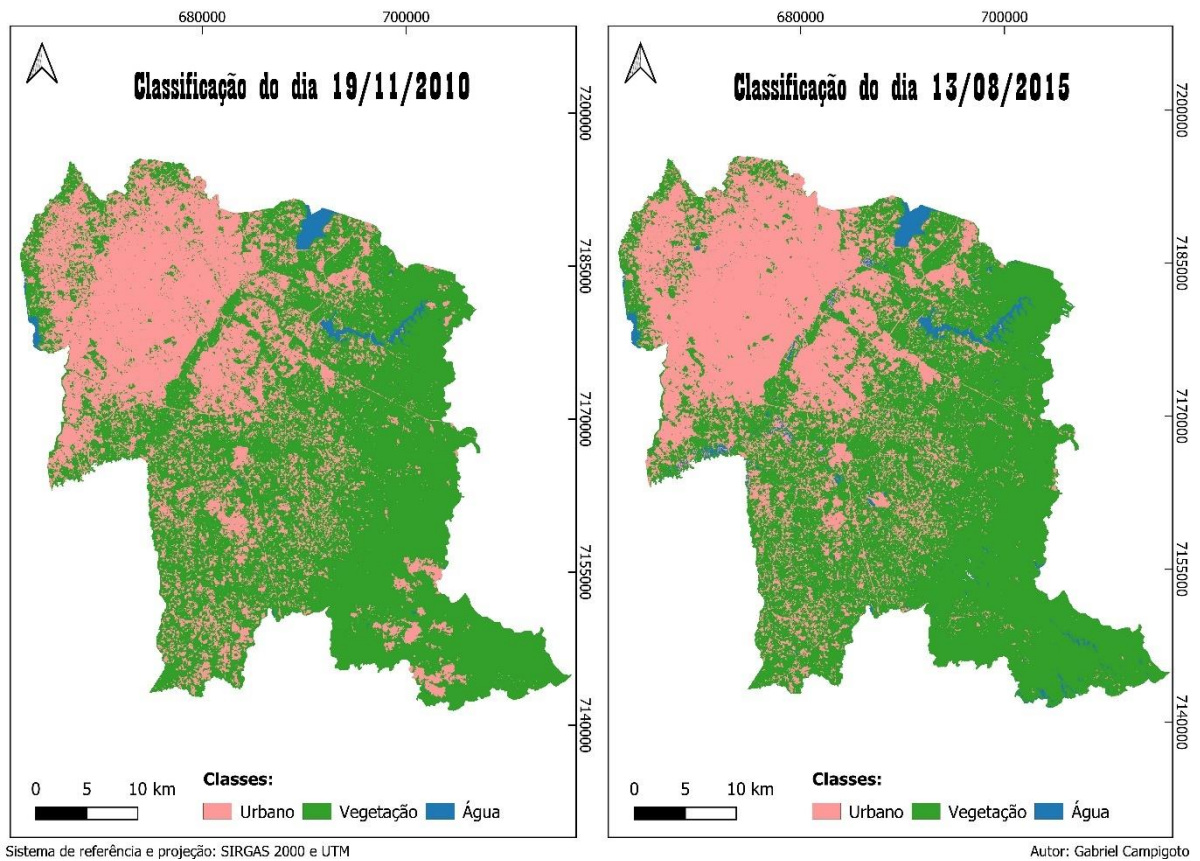 680000 700000
Classificação do dia 19/11/2010
7200000
7185000
7170000
7155000
7140000
0 5 10 km
Classes:
Urbano Vegetação Água
680000 700000
Classificação do dia 13/08/2015
7200000
7185000
7170000
7155000
7140000
0 5 10 km
Classes:
Urbano Vegetação Água
Sistema de referência e projeção: SIRGAS 2000 e UTM
Autor: Gabriel Campigoto